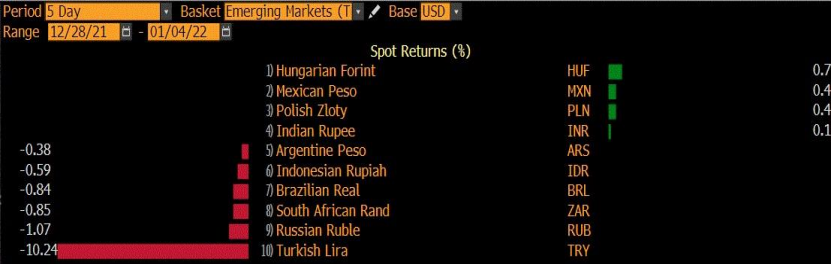 Period 5 Day Basket Emerging Markets (T Base USD
Range 12/28/21 - 01/04/22
Spot Returns (%)
1) Hungarian Forint HUF 0.7
2) Mexican Peso MXN 0.4
3) Polish Zloty PLN 0.4
4) Indian Rupee INR 0.1
-0.38 5) Argentine Peso ARS
-0.59 6) Indonesian Rupiah IDR
-0.84 7) Brazilian Real BRL
-0.85 8) South African Rand ZAR
-1.07 9) Russian Ruble RUB
-10.24 10) Turkish Lira TRY